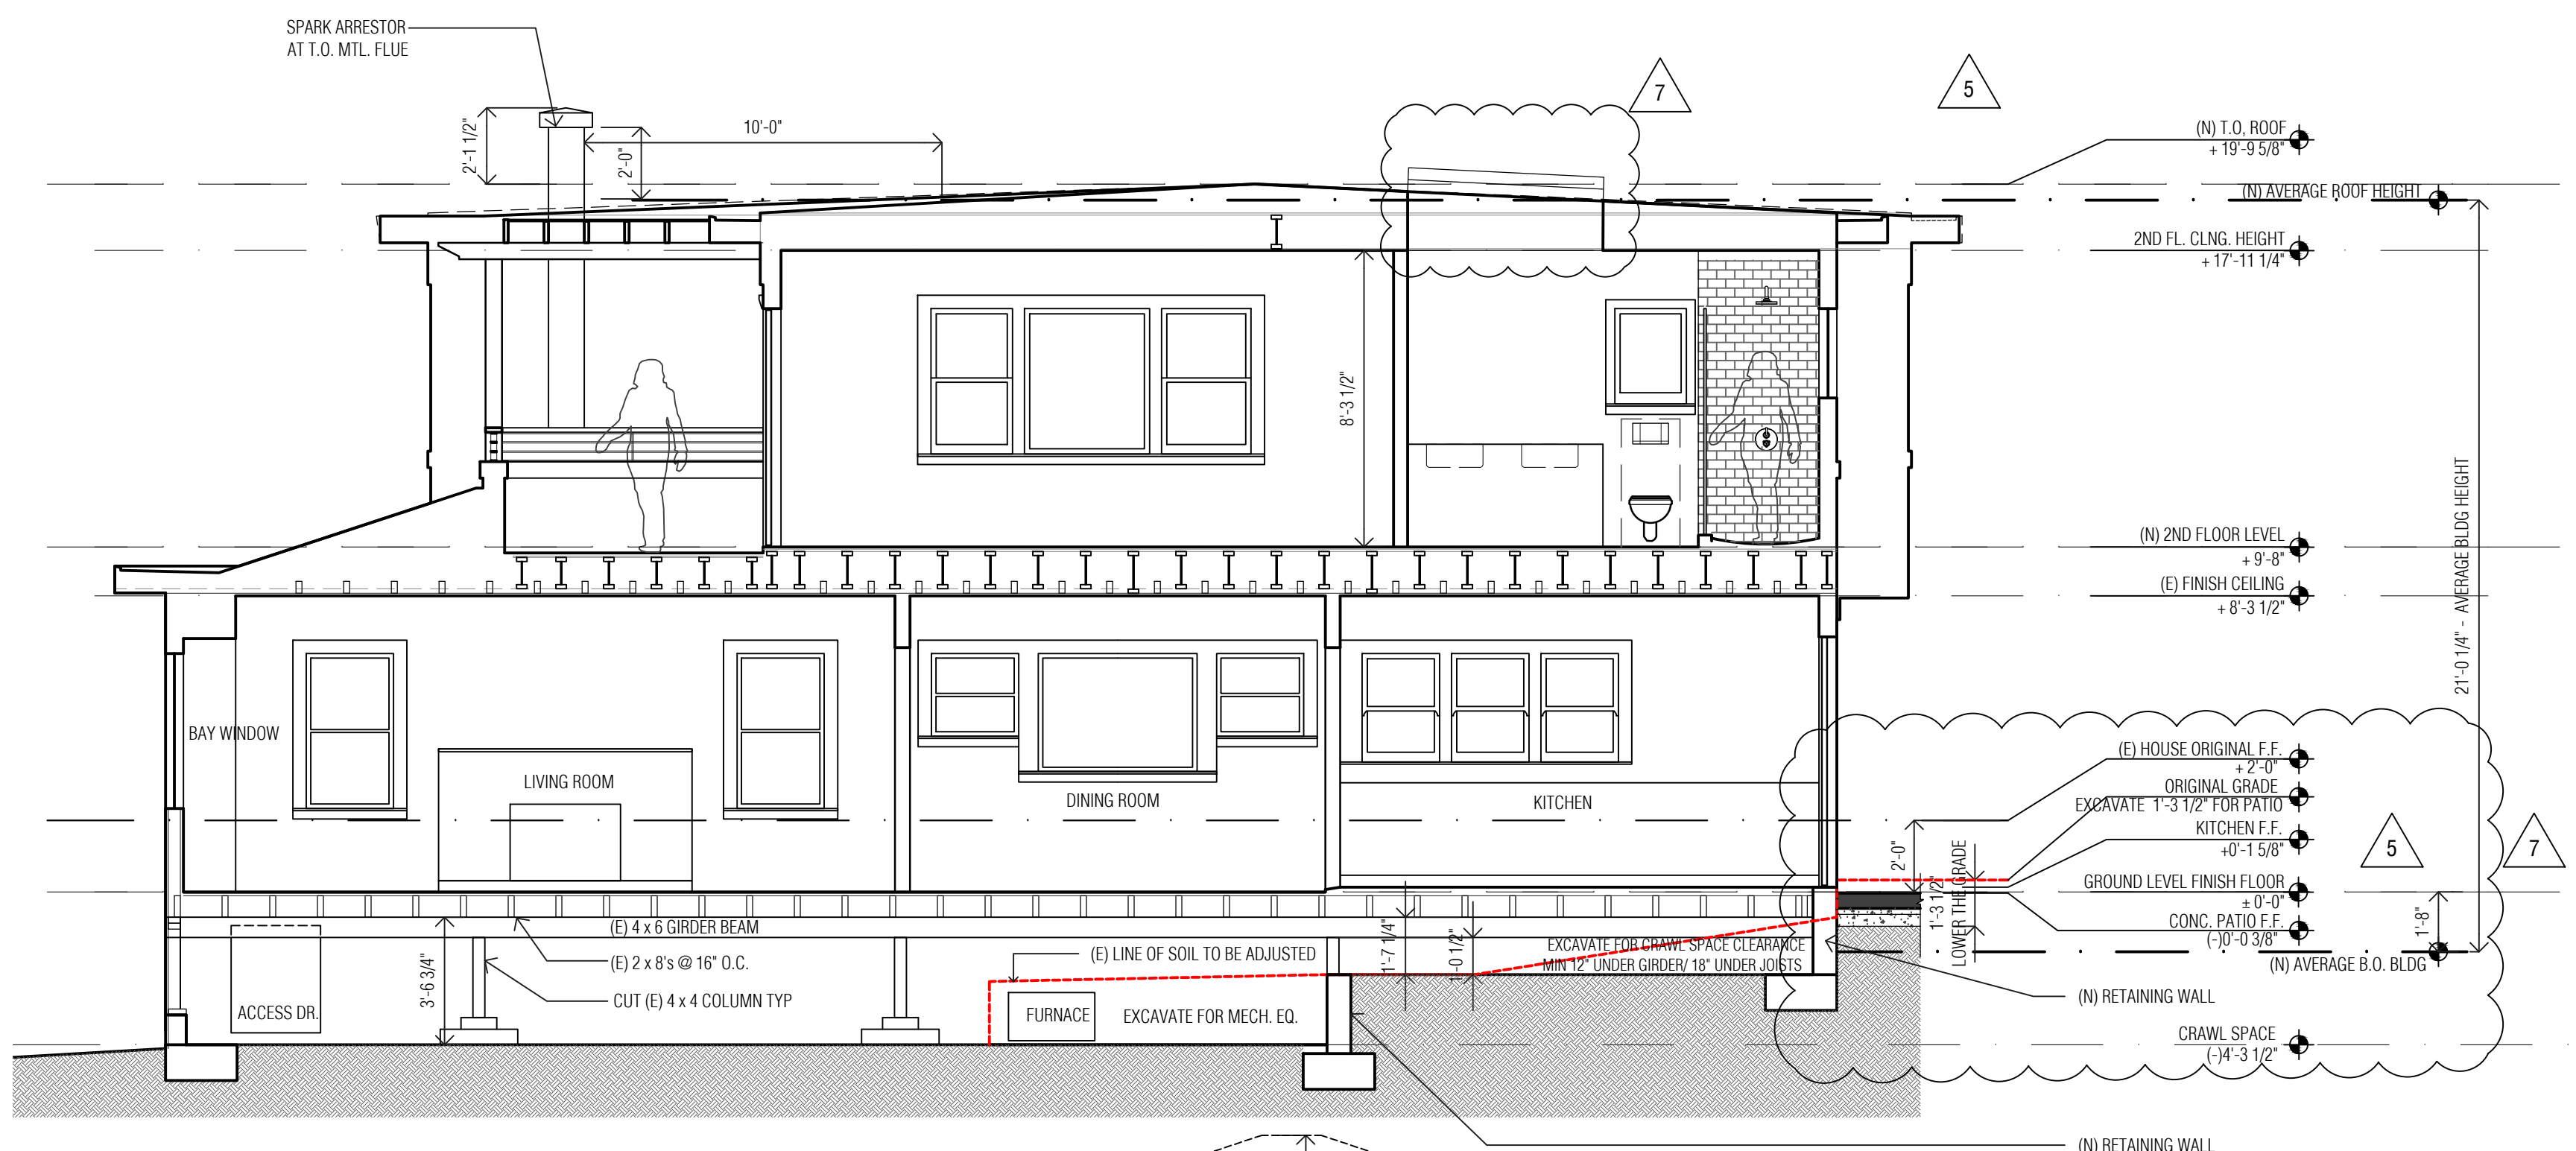 SPARK ARRESTOR
AT T.O. MTL. FLUE
7
5
2'-1 1/2"
2'-0"
10'-0"
(N) T.O, ROOF
+ 19'-9 5/8"
(N) AVERAGE ROOF HEIGHT
2ND FL. CLNG. HEIGHT
+ 17'-11 1/4"
8'-3 1/2"
21'-0 1/4" - AVERAGE BLDG HEIGHT
(N) 2ND FLOOR LEVEL
+ 9'-8"
(E) FINISH CEILING
+ 8'-3 1/2"
BAY WINDOW
LIVING ROOM
DINING ROOM
KITCHEN
(E) HOUSE ORIGINAL F.F.
+ 2'-0"
ORIGINAL GRADE
EXCAVATE 1'-3 1/2" FOR PATIO
KITCHEN F.F.
+0'-1 5/8"
5
7
2'-0"
1'-3 1/2"
LOWER THE GRADE
GROUND LEVEL FINISH FLOOR
± 0'-0"
CONC. PATIO F.F.
(-)0'-0 3/8"
1'-8"
(N) AVERAGE B.O. BLDG
(E) 4 x 6 GIRDER BEAM
(E) 2 x 8's @ 16" O.C.
CUT (E) 4 x 4 COLUMN TYP
3'-6 3/4"
ACCESS DR.
(E) LINE OF SOIL TO BE ADJUSTED
FURNACE
EXCAVATE FOR MECH. EQ.
1'-7 1/4"
1'-0 1/2"
EXCAVATE FOR CRAWL SPACE CLEARANCE
MIN 12" UNDER GIRDER/ 18" UNDER JOISTS
(N) RETAINING WALL
CRAWL SPACE
(-)4'-3 1/2"
(N) RETAINING WALL